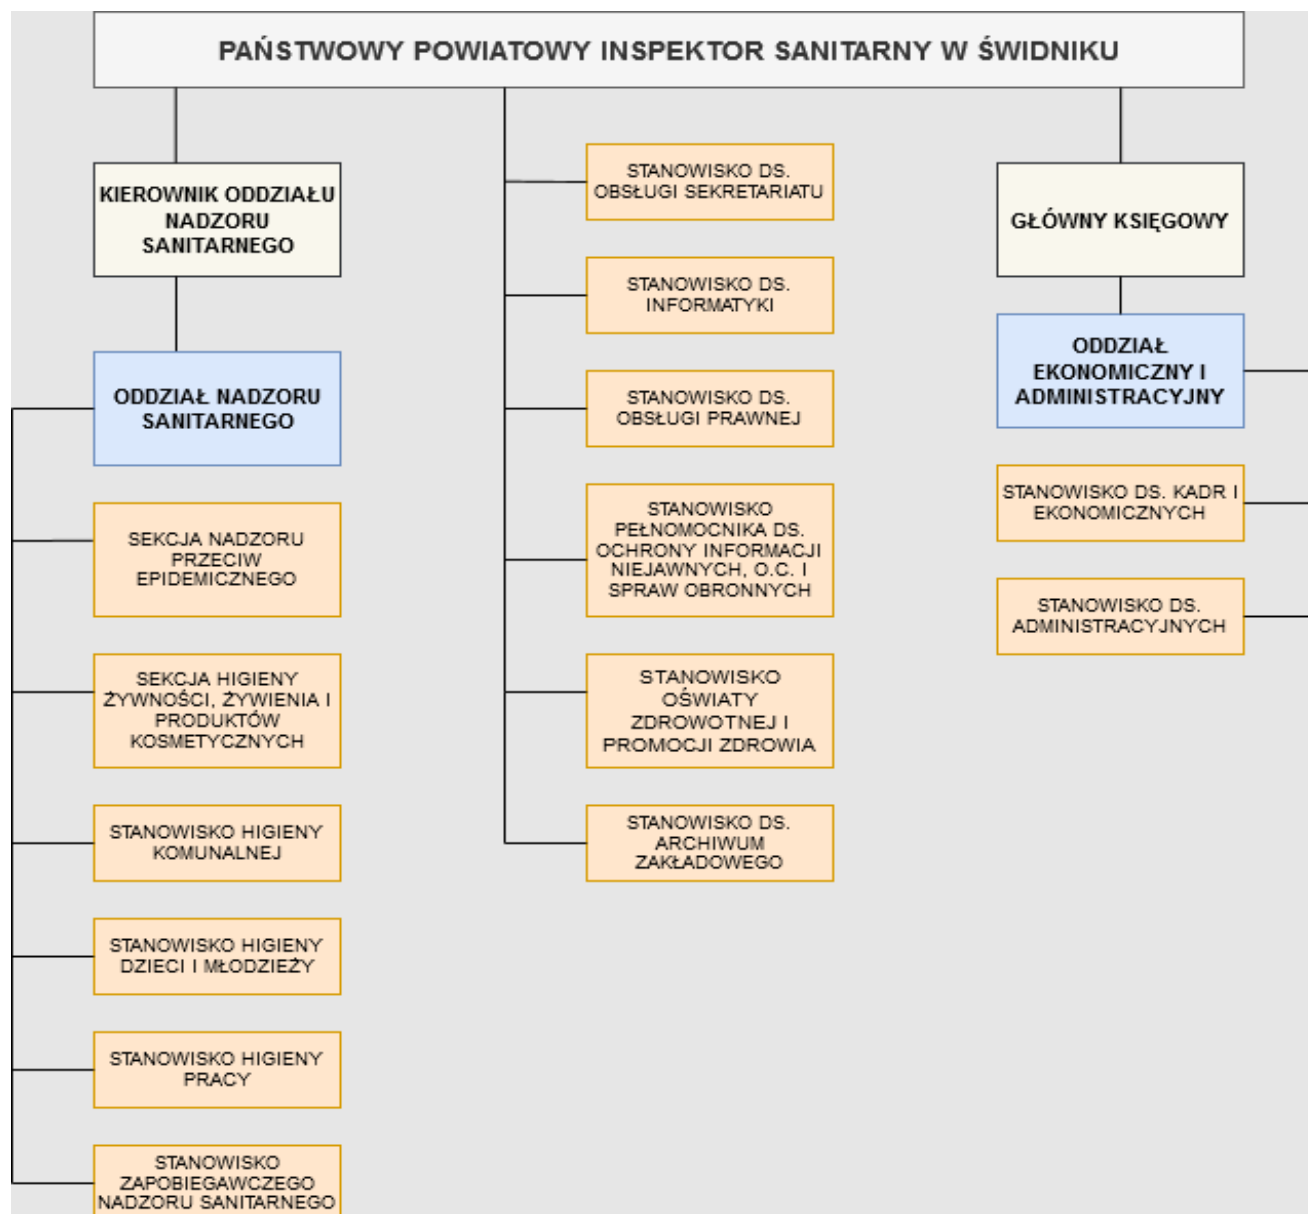 PAŃSTWOWY POWIATOWY INSPEKTOR SANITARNY W ŚWIDNIKU
KIEROWNIK ODDZIAŁU
NADZORU
SANITARNEGO
ODDZIAŁ NADZORU
SANITARNEGO
SEKCJA NADZORU
PRZECIW
EPIDEMICZNEGO
SEKCJA HIGIENY
ŻYWNOŚCI, ŻYWIENIA I
PRODUKTÓW
KOSMETYCZNYCH
STANOWISKO HIGIENY
KOMUNALNEJ
STANOWISKO HIGIENY
DZIECI I MŁODZIEŻY
STANOWISKO HIGIENY
PRACY
STANOWISKO
ZAPOBIEGAWCZEGO
NADZORU SANITARNEGO
STANOWISKO DS.
OBSŁUGI SEKRETARIATU
STANOWISKO DS.
INFORMATYKI
STANOWISKO DS.
OBSŁUGI PRAWNEJ
STANOWISKO
PEŁNOMOCNIKA DS.
OCHRONY INFORMACJI
NIEJAWNYCH, O.C. I
SPRAW OBRONNYCH
STANOWISKO
OŚWIATY
ZDROWOTNEJ I
PROMOCJI ZDROWIA
STANOWISKO DS.
ARCHIWUM
ZAKŁADOWEGO
GŁÓWNY KSIĘGOWY
ODDZIAŁ
EKONOMICZNY I
ADMINISTRACYJNY
STANOWISKO DS. KADR I
EKONOMICZNYCH
STANOWISKO DS.
ADMINISTRACYJNYCH